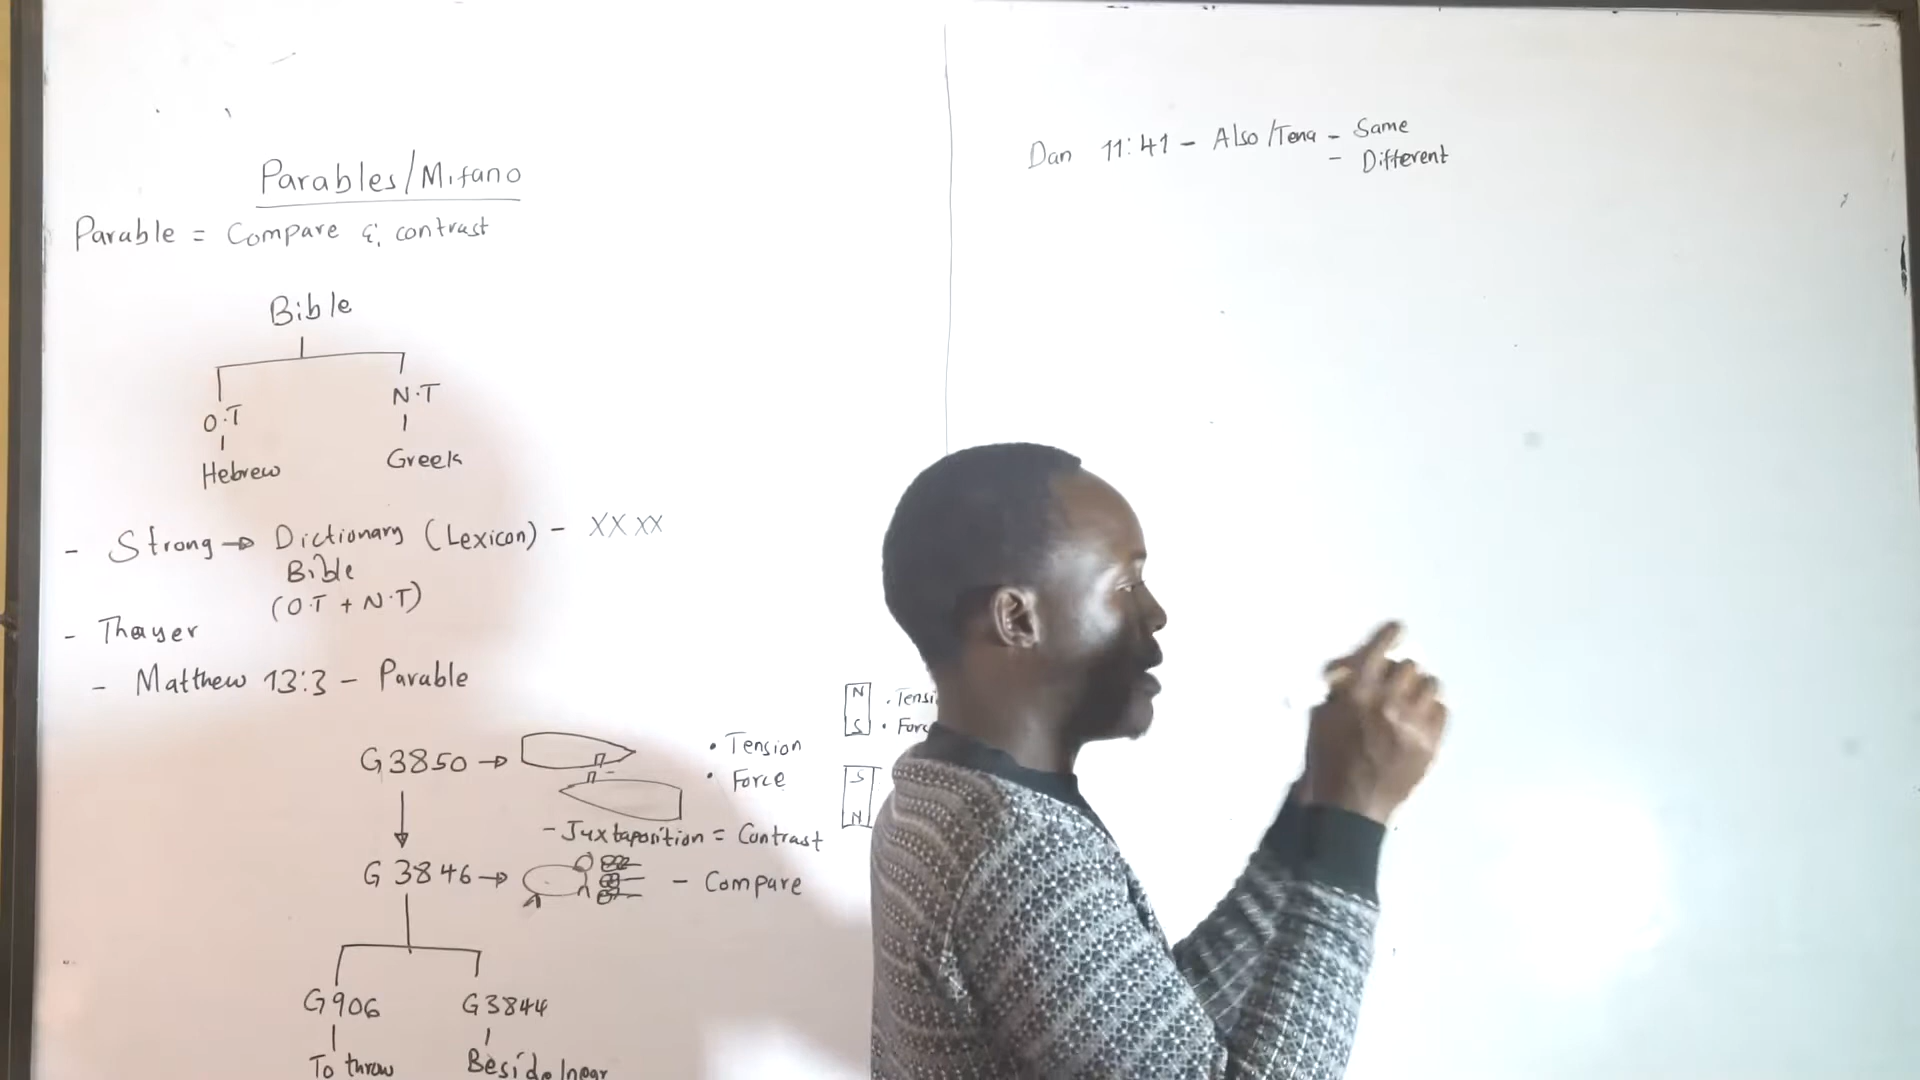 Parables/Mifano
Parable = Compare & contrast
Bible
O.T
N.T
Hebrew
Greek
- Strong → Dictionary (Lexicon) - XXXX
Bible
(O.T + N.T)
- Thayer
- Matthew 13:3 - Parable
G3850 →
• Tension
• Force
- Juxtaposition = Contrast
G3846 →
- Compare
G906
G3844
To throw
Beside/near
N
S
• Tensi
• Forc
S
N
Dan 11:41 - Also/Tena - Same
- Different